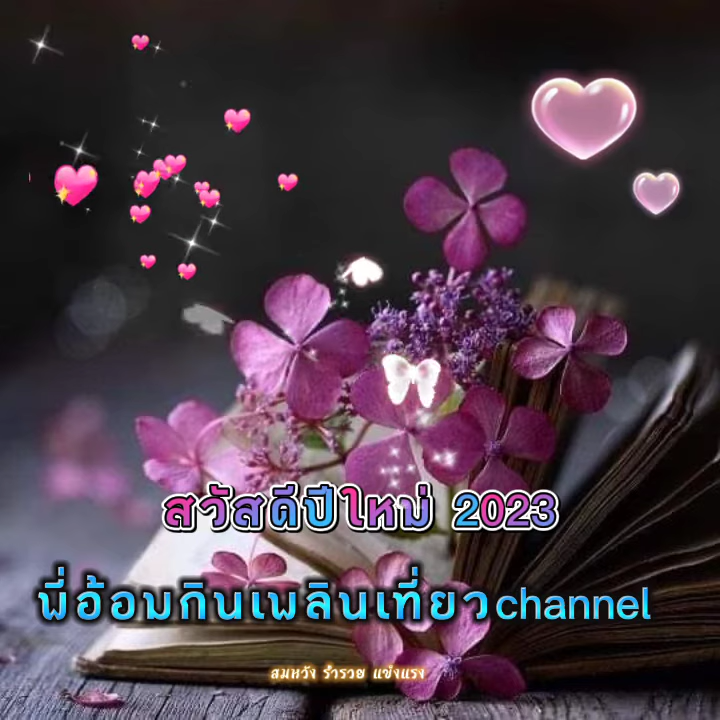 สวัสดีปีใหม่ 2023
พี่อ้อมกินเพลินเที่ยวchannel
สมหวัง ร่ำรวย แข็งแรง